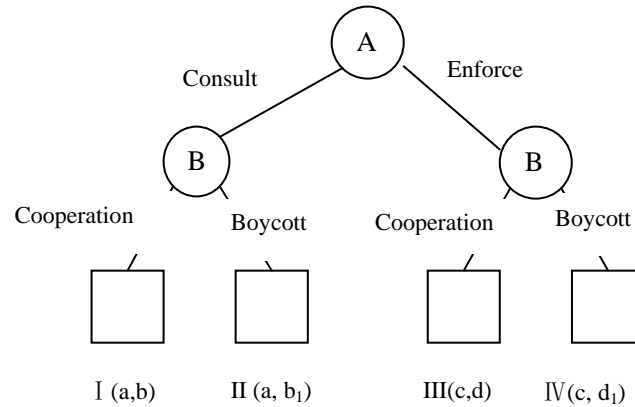 A
Consult
Enforce
B
B
Cooperation
Boycott
Cooperation
Boycott
Ⅰ (a,b)
II (a, b₁)
III(c,d)
Ⅳ(c, d₁)